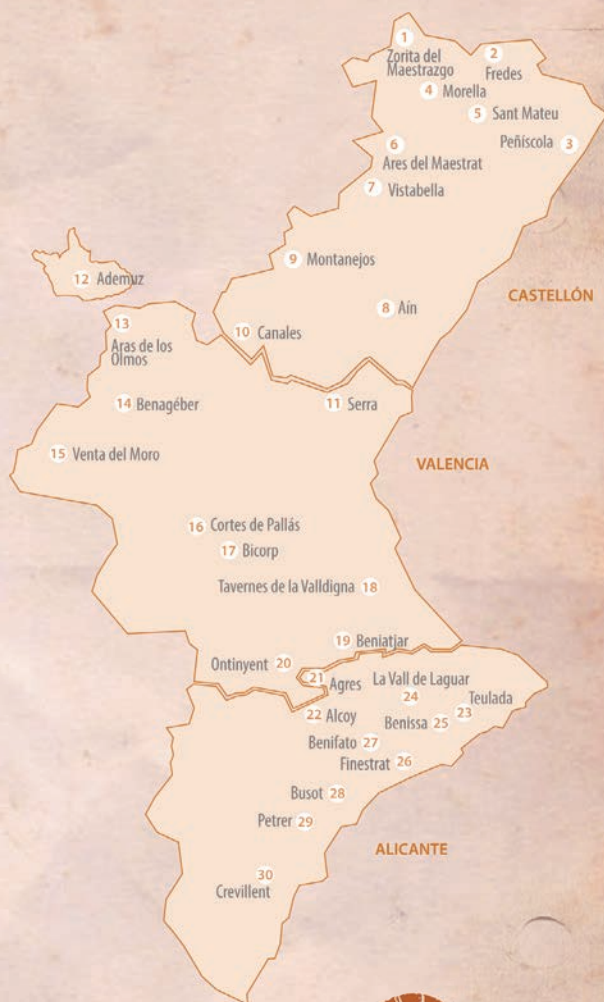 1
Zorita del
Maestrazgo
2
Fredes
4 Morella
5 Sant Mateu
Peñíscola 3
6
Ares del Maestrat
7
Vistabella
9 Montanejos
12 Ademuz
CASTELLÓN
8 Aín
13
Aras de los
Olmos
10 Canales
14 Benagéber
11 Serra
15 Venta del Moro
VALENCIA
16 Cortes de Pallás
17 Bicorp
Tavernes de la Valldigna 18
19 Beniatjar
Ontinyent 20
21
Agres
La Vall de Laguar
24
Teulada
23
22 Alcoy
Benissa 25
Benifato 27
Finestrat 26
Busot 28
Petrer 29
ALICANTE
30
Crevillent